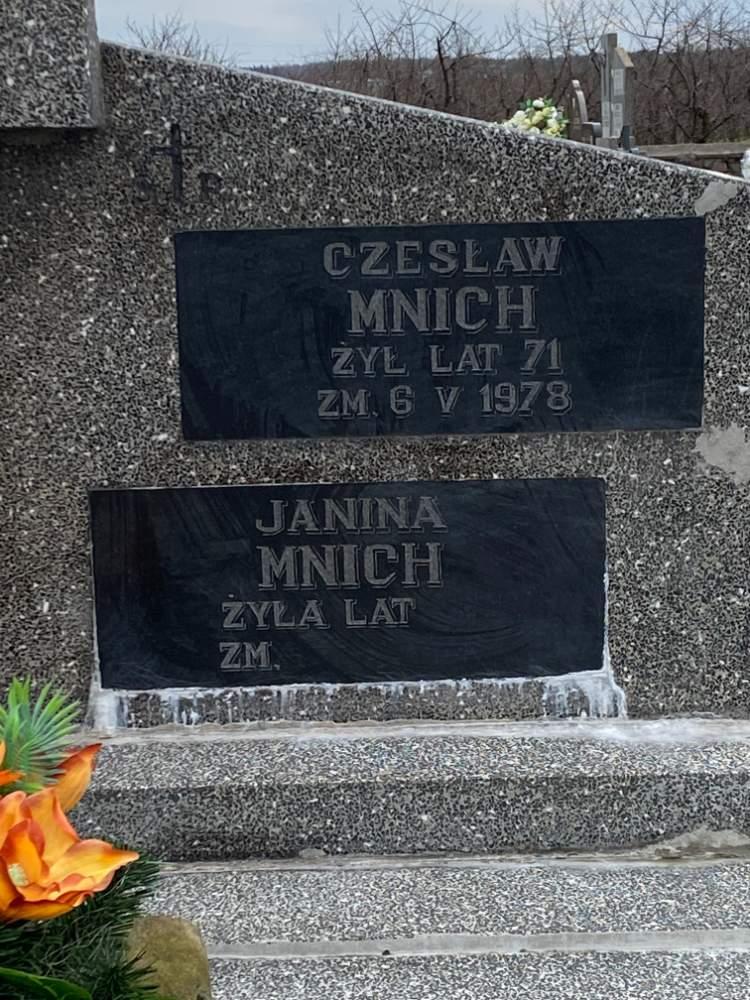 CZESŁAW
MNICH
ŻYŁ LAT 71
ZM. 6 V 1978
JANINA
MNICH
ŻYŁA LAT
ZM.